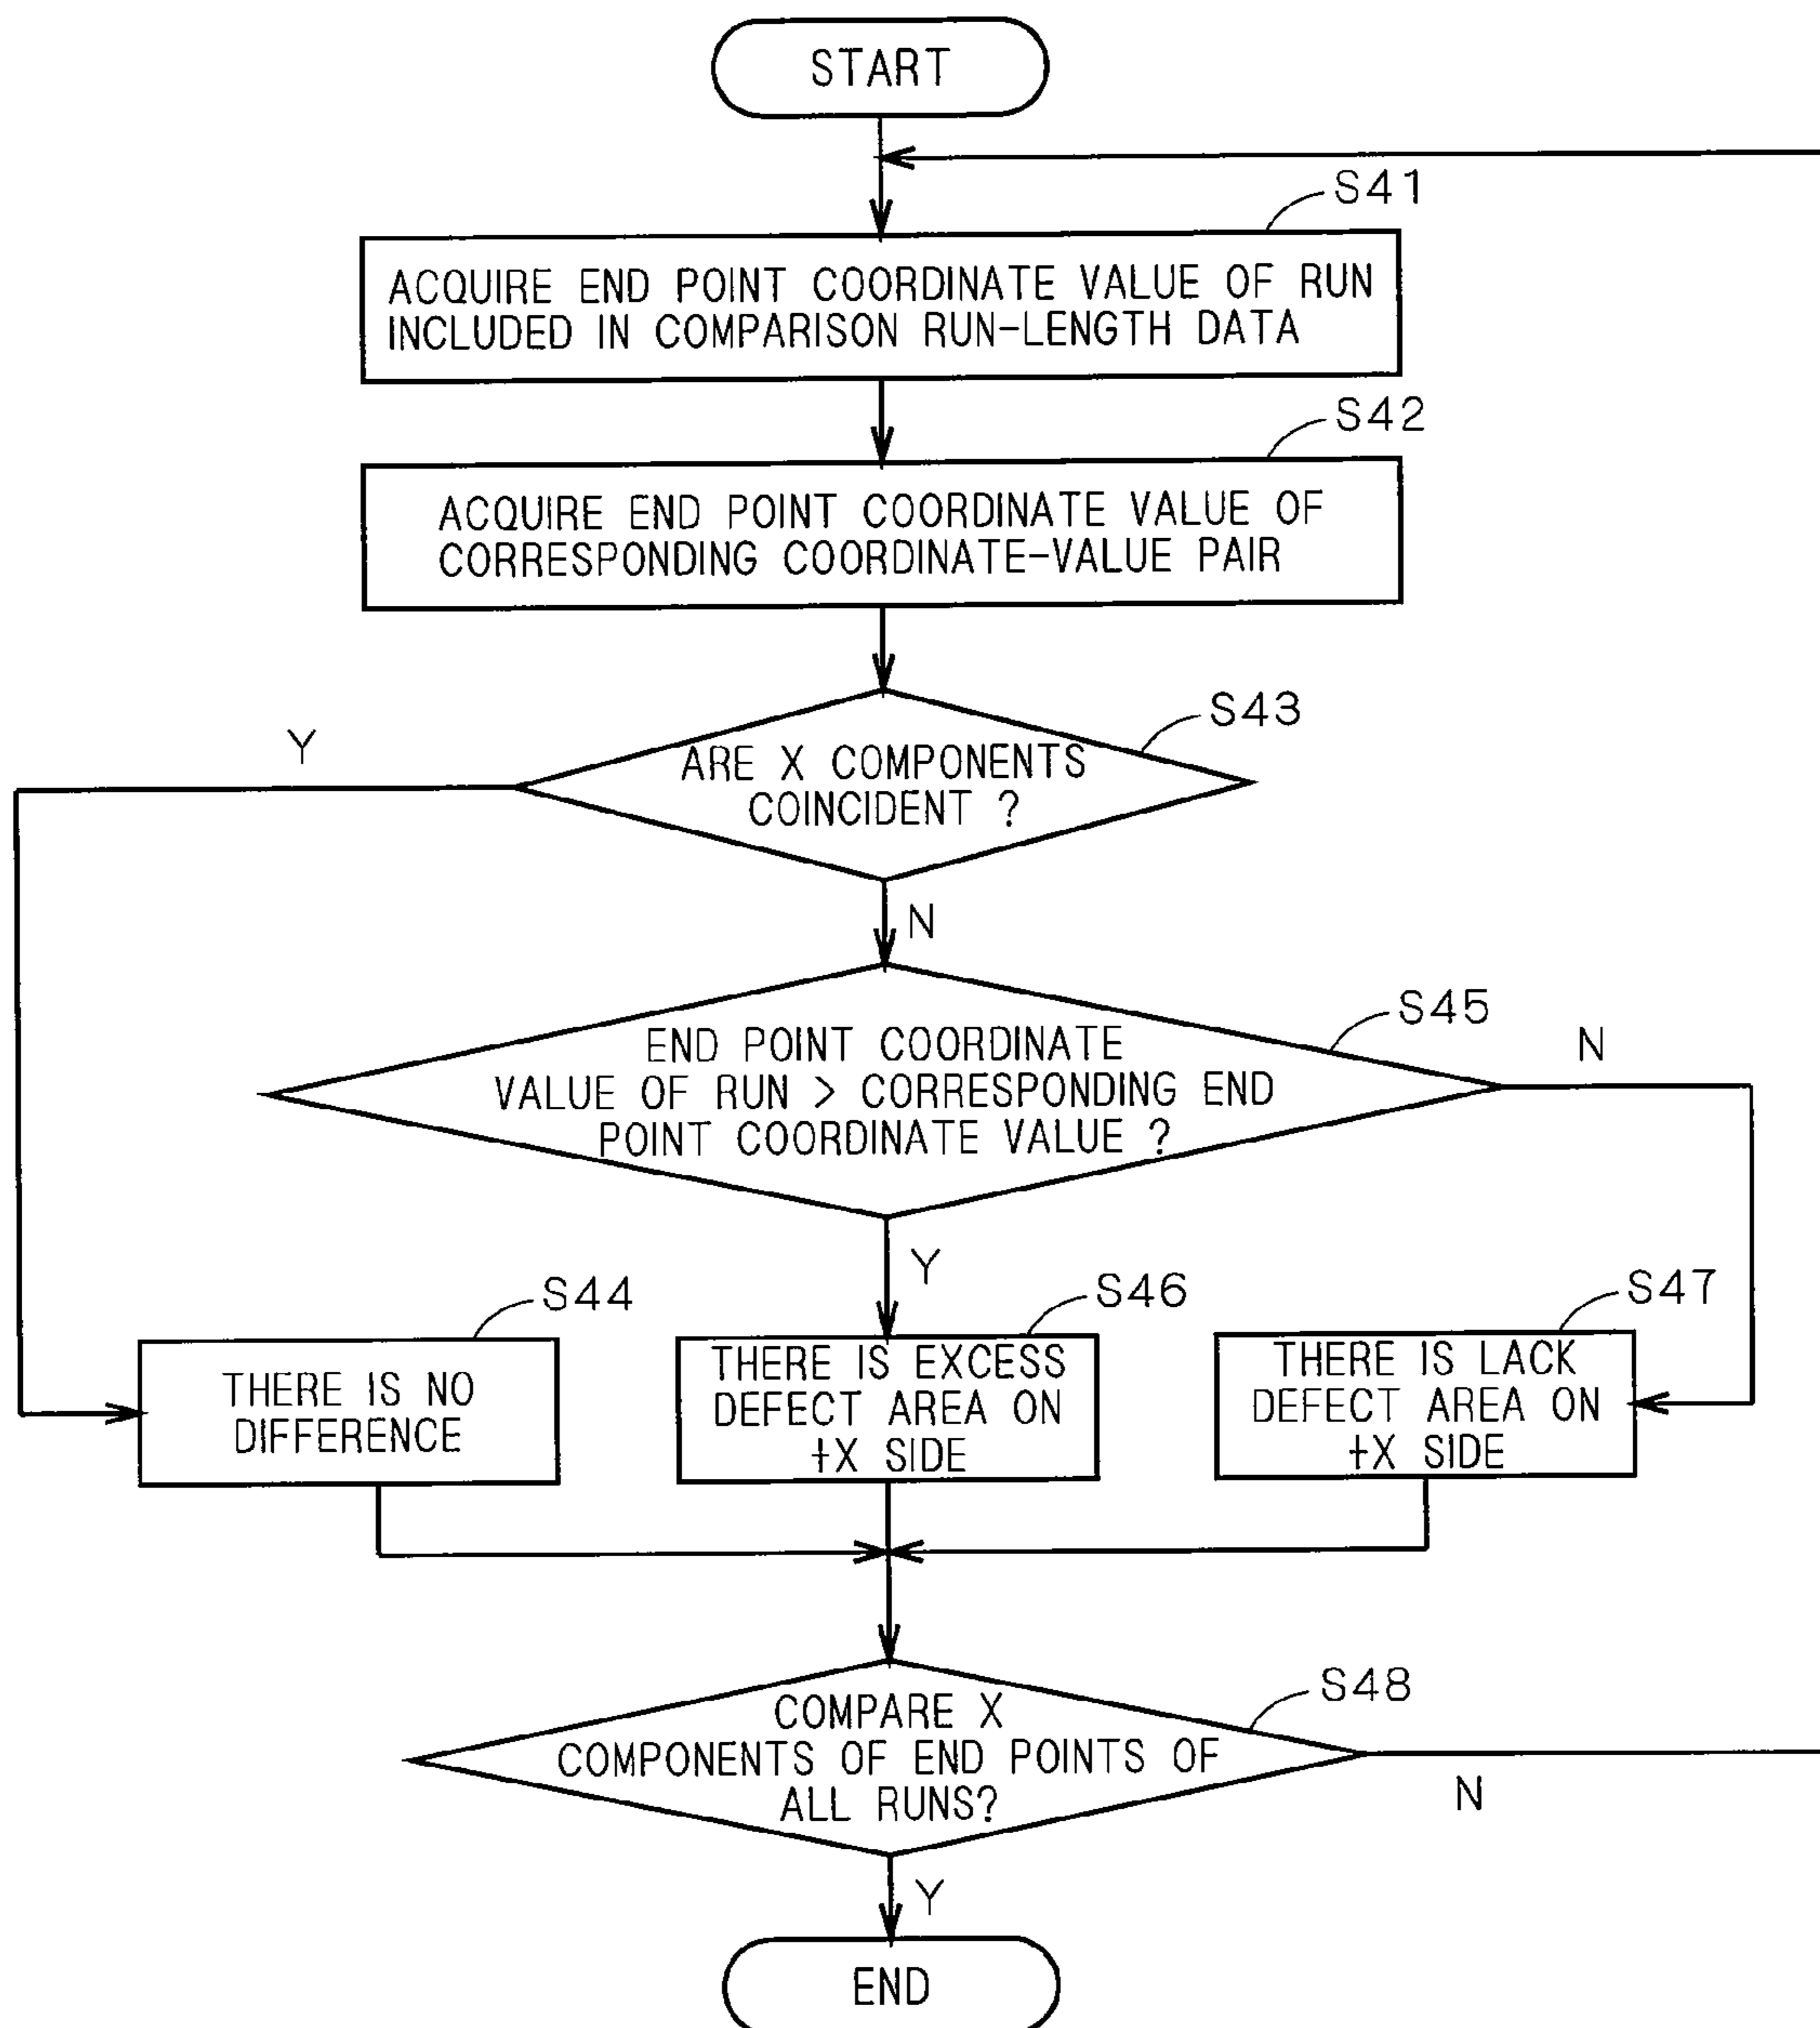 START
S41
ACQUIRE END POINT COORDINATE VALUE OF RUN
INCLUDED IN COMPARISON RUN-LENGTH DATA
S42
ACQUIRE END POINT COORDINATE VALUE OF
CORRESPONDING COORDINATE-VALUE PAIR
S43
Y
ARE X COMPONENTS
COINCIDENT ?
N
S45
N
END POINT COORDINATE
VALUE OF RUN > CORRESPONDING END
POINT COORDINATE VALUE ?
Y
S44
THERE IS NO
DIFFERENCE
S46
THERE IS EXCESS
DEFECT AREA ON
+X SIDE
S47
THERE IS LACK
DEFECT AREA ON
+X SIDE
S48
COMPARE X
COMPONENTS OF END POINTS OF
ALL RUNS?
N
Y
END